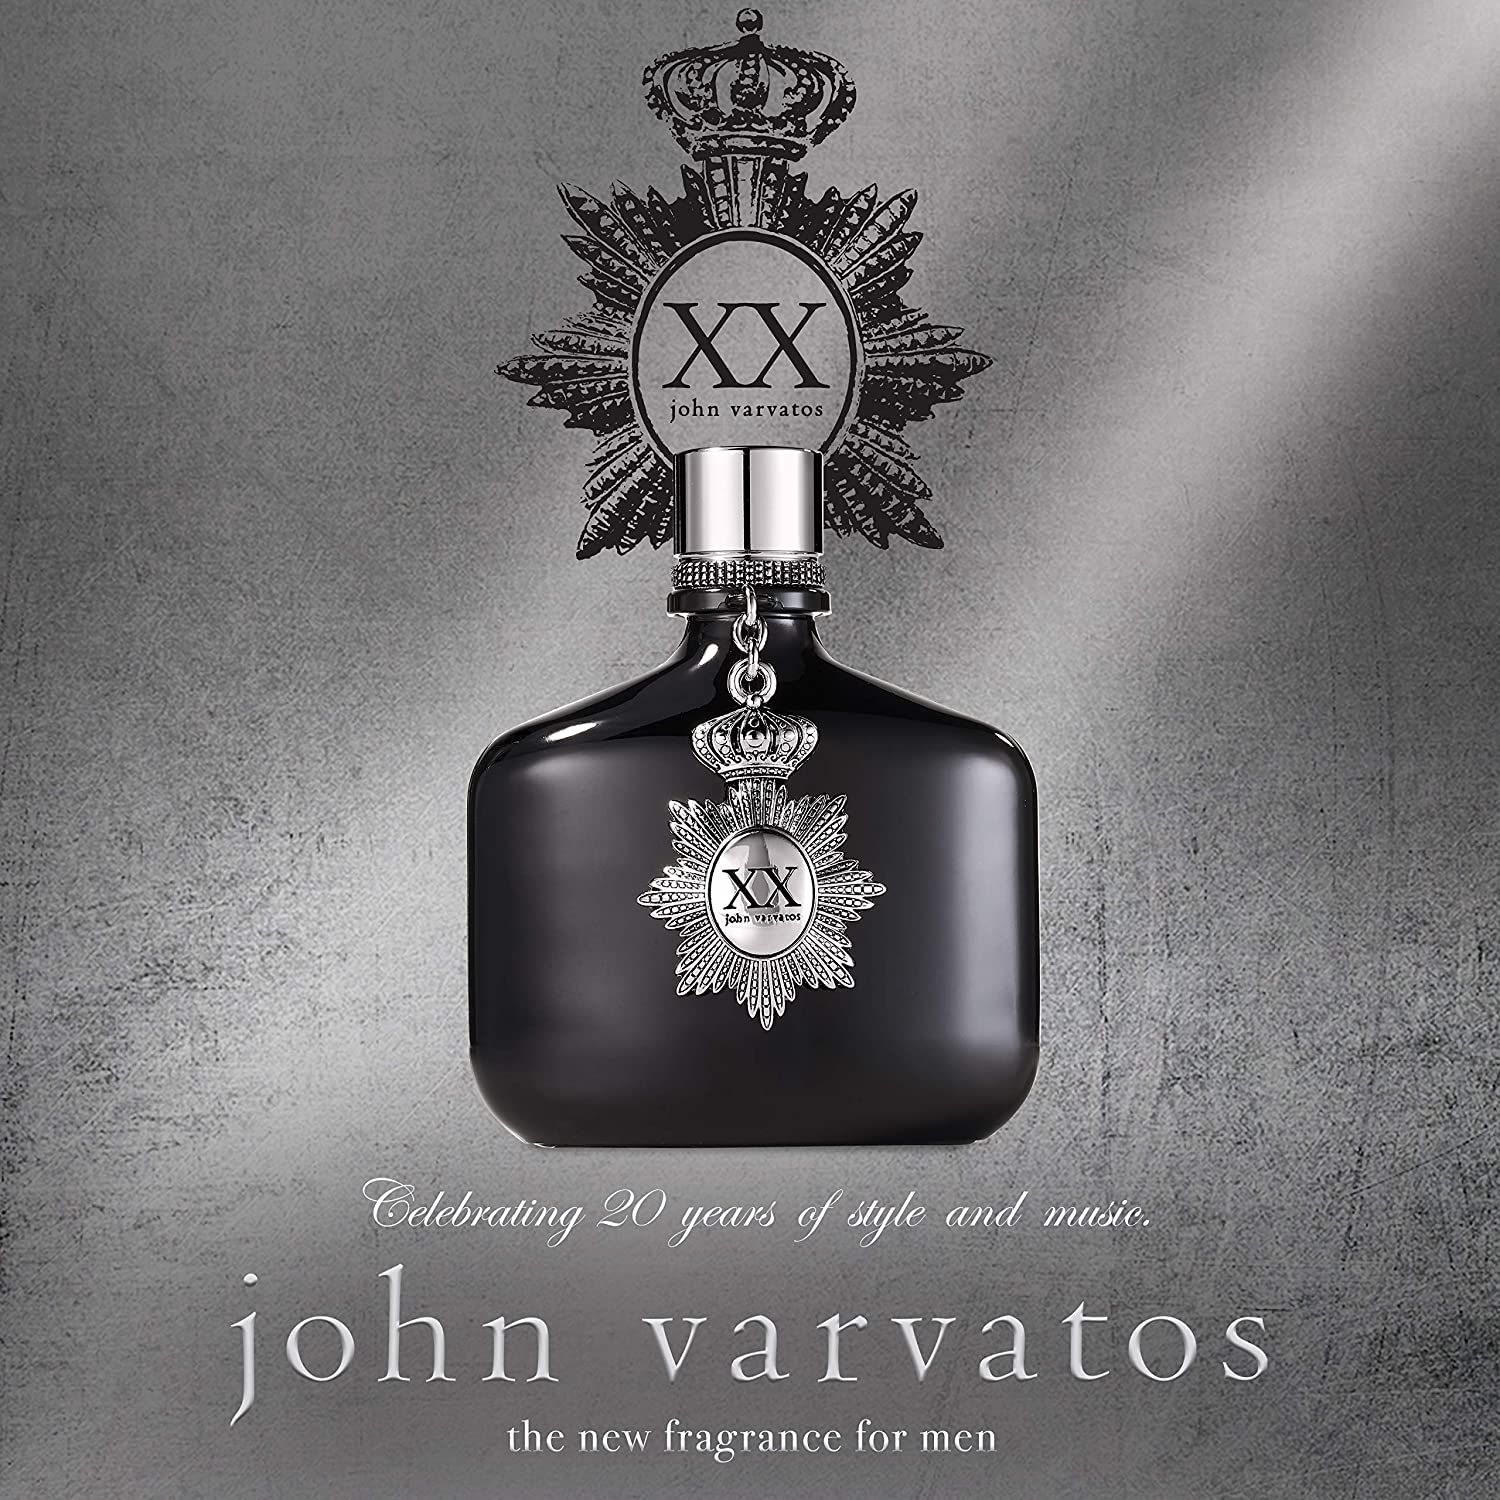 XX
john varvatos
XX
john varvatos
Celebrating 20 years of style and music.
john varvatos
the new fragrance for men